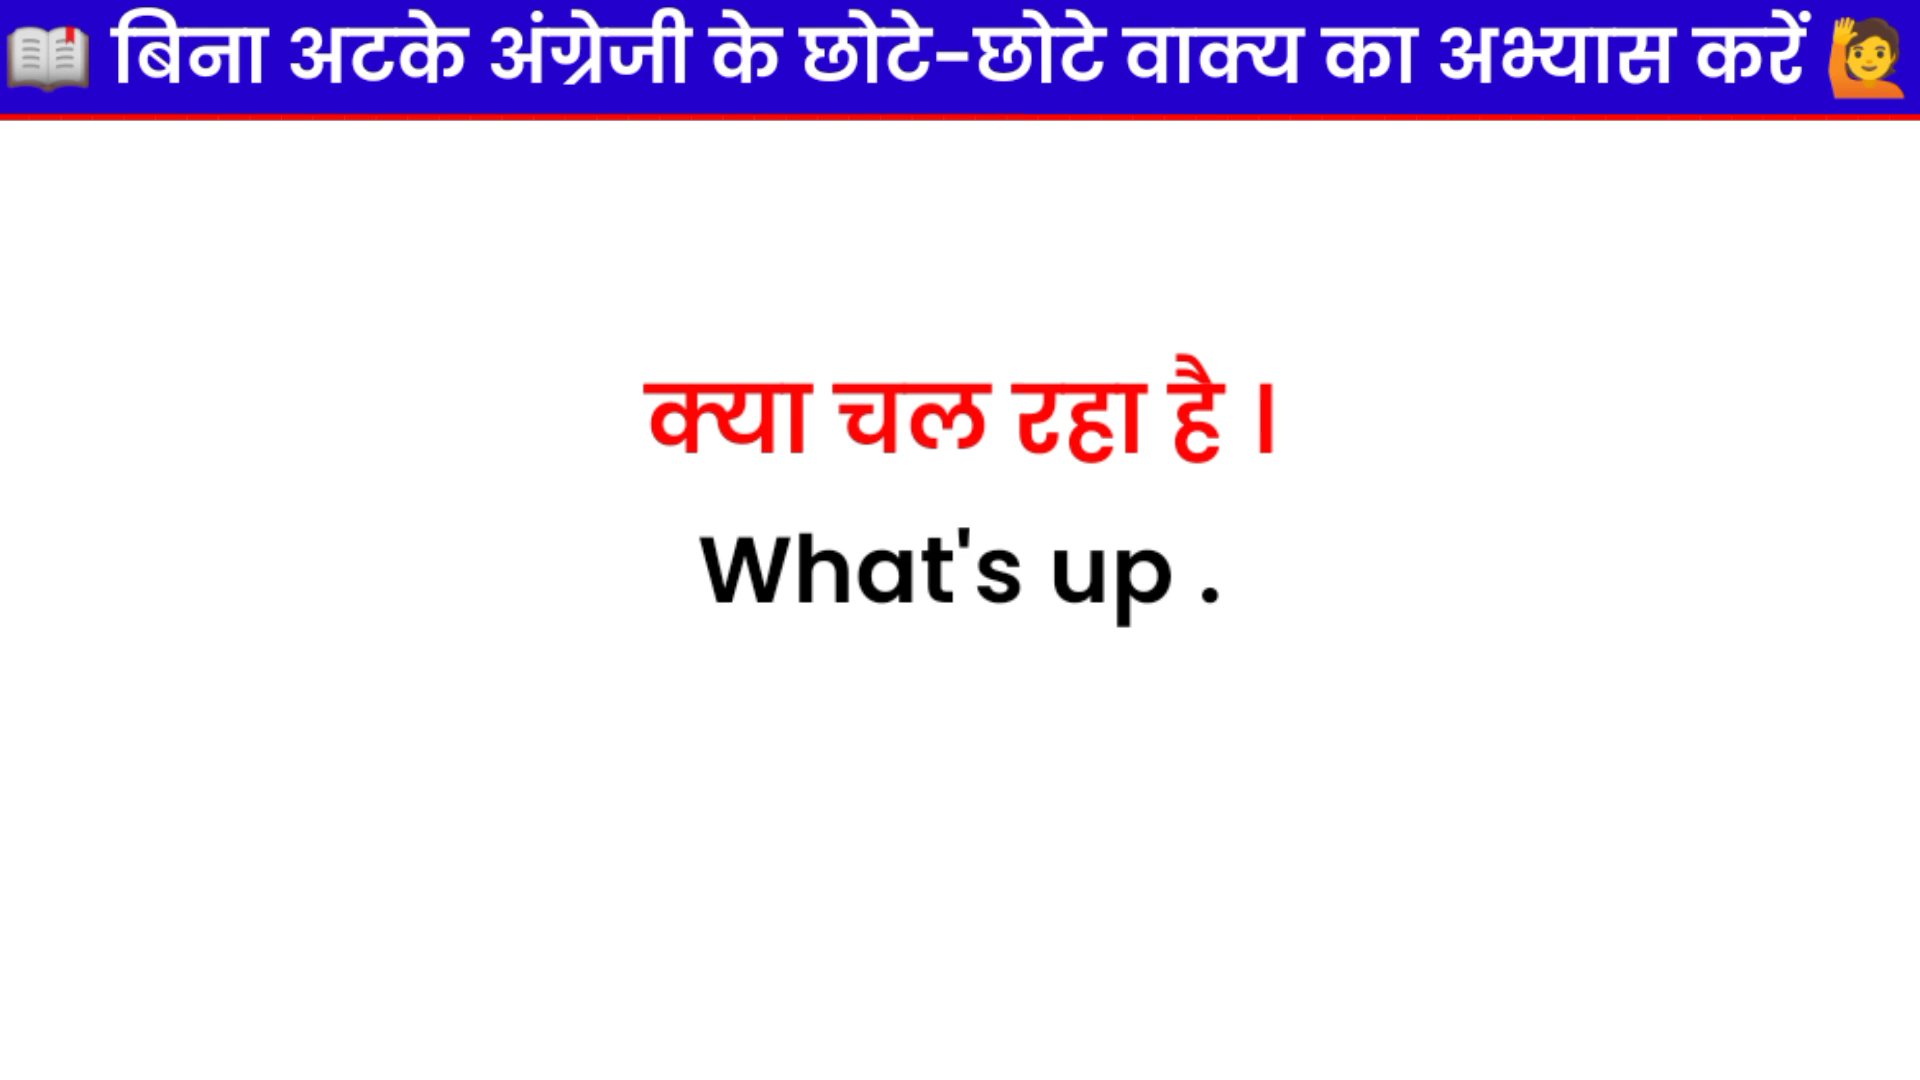 बिना अटके अंग्रेजी के छोटे-छोटे वाक्य का अभ्यास करें
क्या चल रहा है ।
What's up .